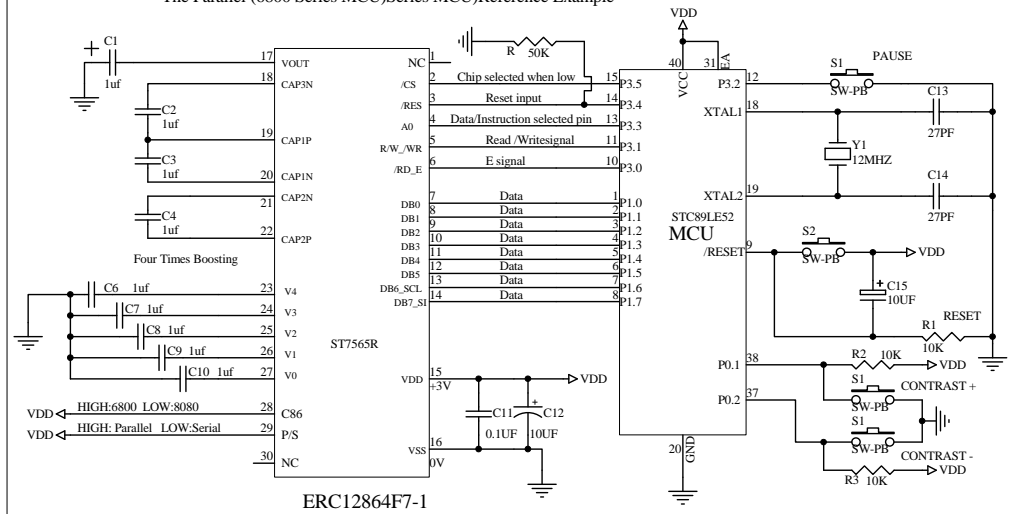 The Parallel (6800 Series MCU)Series MCU)Reference Example
C1
1uf
C2
1uf
C3
1uf
C4
1uf
Four Times Boosting
C6 1uf
C7 1uf
C8 1uf
C9 1uf
C10 1uf
VDD HIGH:6800 LOW:8080
VDD HIGH: Parallel LOW:Serial
17 VOUT
18 CAP3N
19 CAP1P
20 CAP1N
21 CAP2N
22 CAP2P
23 V4
24 V3
25 V2
26 V1
27 V0
28 C86
29 P/S
30 NC
ST7565R
ERC12864F7-1
NC 1
/CS 2 Chip selected when low 15 P3.5
/RES 3 Reset input 14 P3.4
A0 4 Data/Instruction selected pin 13 P3.3
R/W_/WR 5 Read /Writesignal 11 P3.1
/RD_E 6 E signal 10 P3.0
DB0 7 Data 1 P1.0
DB1 8 Data 2 P1.1
DB2 9 Data 3 P1.2
DB3 10 Data 4 P1.3
DB4 11 Data 5 P1.4
DB5 12 Data 6 P1.5
DB6_SCL 13 Data 7 P1.6
DB7_SI 14 Data 8 P1.7
R 50K
VDD 15
+3V
VDD
C11
0.1UF
C12
10UF
VSS 16
0V
VDD
40 VCC
31 EA
STC89LE52
MCU
20 GND
P3.2 12
XTAL1 18
XTAL2 19
/RESET 9
P0.1 38
P0.2 37
S1
SW-PB
PAUSE
C13
27PF
Y1
12MHZ
C14
27PF
S2
SW-PB
VDD
C15
10UF
RESET
R1
10K
R2 10K
VDD
S1
SW-PB
CONTRAST +
S1
SW-PB
CONTRAST -
R3 10K
VDD